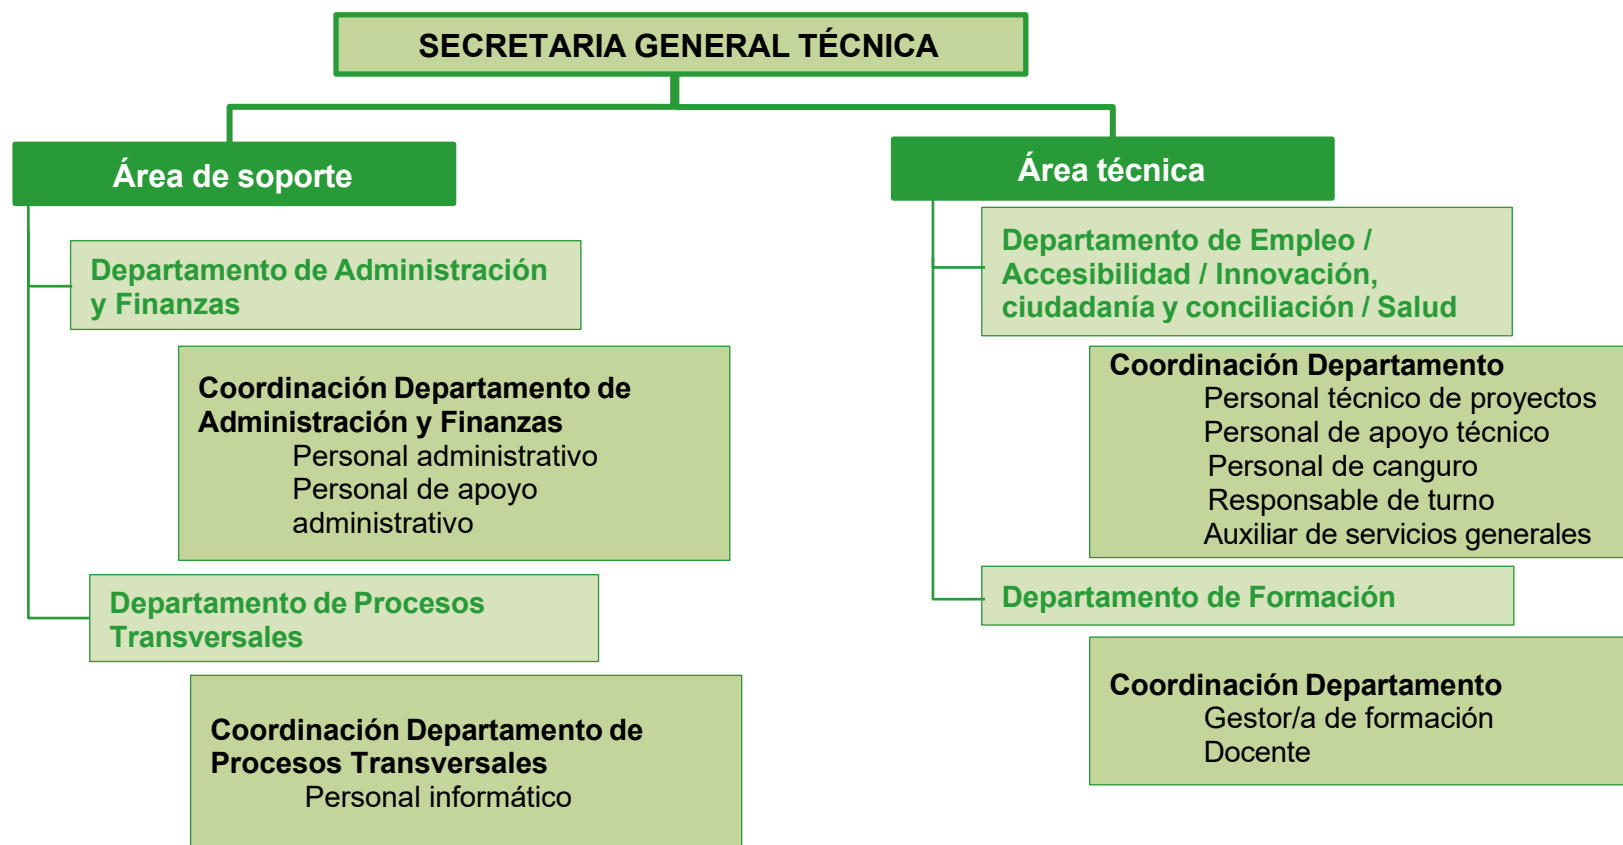 SECRETARIA GENERAL TÉCNICA
Área de soporte
Departamento de Administración
y Finanzas
Coordinación Departamento de
Administración y Finanzas
Personal administrativo
Personal de apoyo
administrativo
Departamento de Procesos
Transversales
Coordinación Departamento de
Procesos Transversales
Personal informático
Área técnica
Departamento de Empleo /
Accesibilidad / Innovación,
ciudadanía y conciliación / Salud
Coordinación Departamento
Personal técnico de proyectos
Personal de apoyo técnico
Personal de canguro
Responsable de turno
Auxiliar de servicios generales
Departamento de Formación
Coordinación Departamento
Gestor/a de formación
Docente